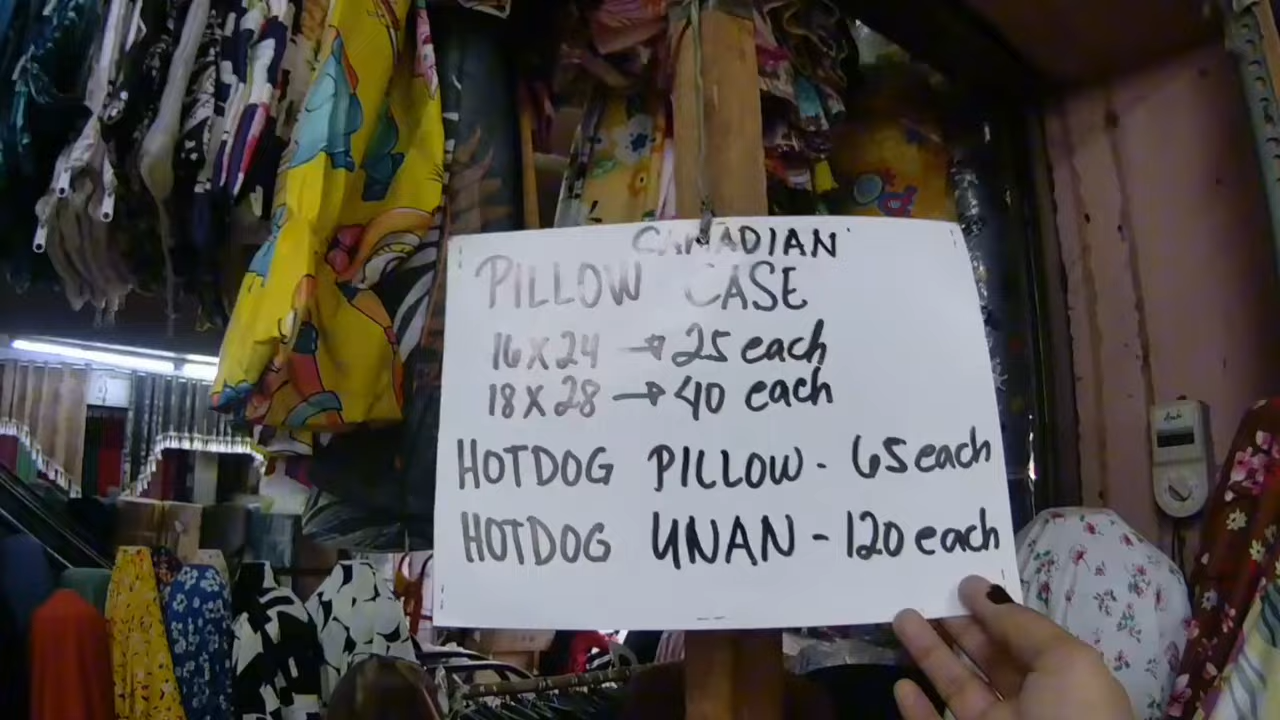 CANADIAN
PILLOW CASE
16X24 → 25 each
18X28 → 40 each
HOTDOG PILLOW - 65 each
HOTDOG UNAN - 120 each